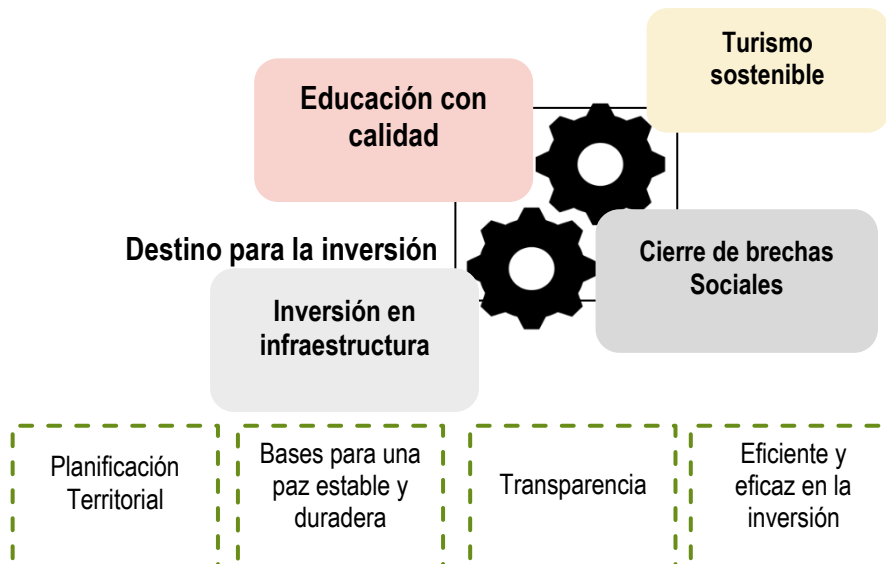 Turismo
sostenible
Educación con
calidad
Destino para la inversión
Cierre de brechas
Sociales
Inversión en
infraestructura
Planificación
Territorial
Bases para una
paz estable y
duradera
Transparencia
Eficiente y
eficaz en la
inversión